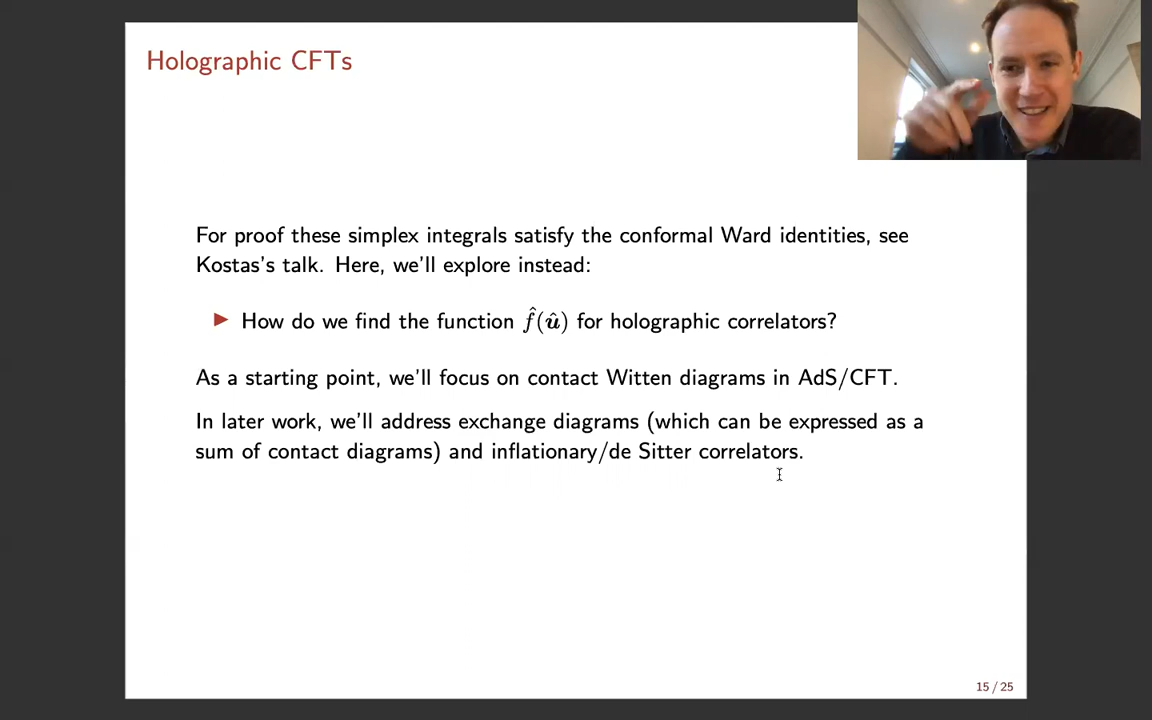 Holographic CFTs
For proof these simplex integrals satisfy the conformal Ward identities, see
Kostas's talk. Here, we'll explore instead:
▶ How do we find the function f̂(û) for holographic correlators?
As a starting point, we'll focus on contact Witten diagrams in AdS/CFT.
In later work, we'll address exchange diagrams (which can be expressed as a
sum of contact diagrams) and inflationary/de Sitter correlators.
15 / 25